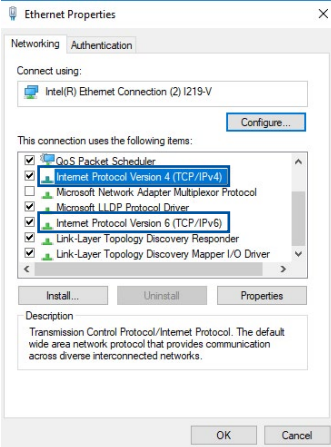 Ethernet Properties
Networking
Authentication
Connect using:
Intel(R) Ethernet Connection (2) I219-V
Configure...
This connection uses the following items:
QoS Packet Scheduler
Internet Protocol Version 4 (TCP/IPv4)
Microsoft Network Adapter Multiplexor Protocol
Microsoft LLDP Protocol Driver
Internet Protocol Version 6 (TCP/IPv6)
Link-Layer Topology Discovery Responder
Link-Layer Topology Discovery Mapper I/O Driver
Install...
Uninstall
Properties
Description
Transmission Control Protocol/Internet Protocol. The default
wide area network protocol that provides communication
across diverse interconnected networks.
OK
Cancel